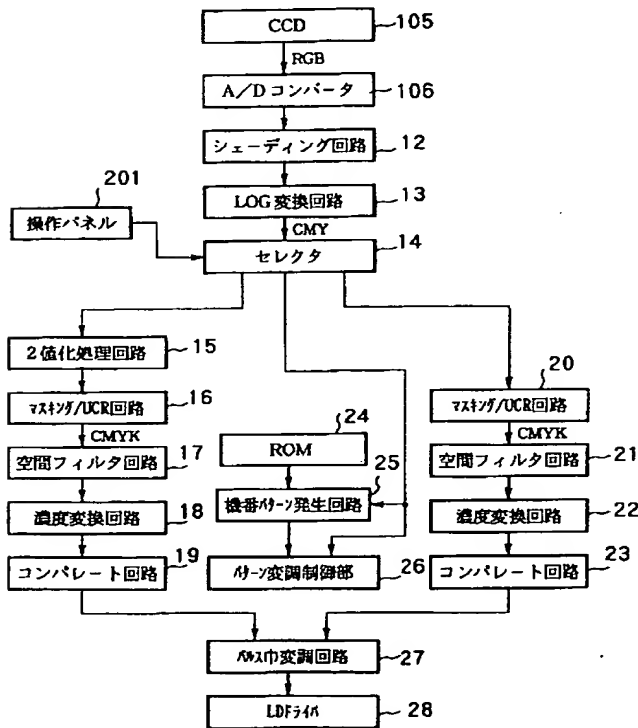 CCD
105
RGB
A/Dコンバータ
106
シェーディング回路
12
201
LOG変換回路
13
操作パネル
CMY
セレクタ
14
2値化処理回路
15
20
マスキング/UCR回路
16
マスキング/UCR回路
24
CMYK
CMYK
空間フィルタ回路
17
ROM
空間フィルタ回路
21
25
濃度変換回路
18
機番パターン発生回路
濃度変換回路
22
19
23
コンパレート回路
パターン変調制御部
26
コンパレート回路
パルス巾変調回路
27
LDドライバ
28